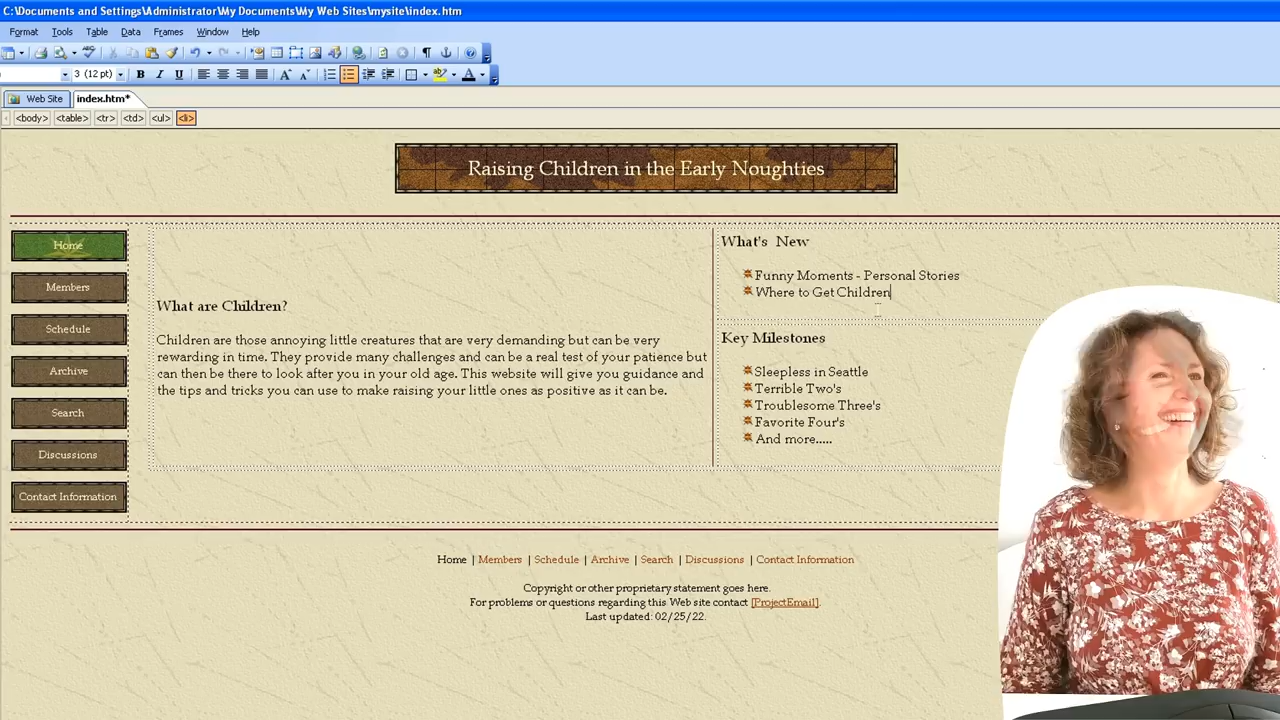 C:\Documents and Settings\Administrator\My Documents\My Web Sites\mysite\index.htm
Format Tools Table Data Frames Window Help
3 (12 pt) B I U A A A
Web Site index.htm*
<body> <table> <tr> <td> <ul> <li>
Raising Children in the Early Noughties
Home
Members
Schedule
Archive
Search
Discussions
Contact Information
What are Children?
Children are those annoying little creatures that are very demanding but can be very
rewarding in time. They provide many challenges and can be a real test of your patience but
can then be there to look after you in your old age. This website will give you guidance and
the tips and tricks you can use to make raising your little ones as positive as it can be.
What's New
Funny Moments - Personal Stories
Where to Get Children
Key Milestones
Sleepless in Seattle
Terrible Two's
Troublesome Three's
Favorite Four's
And more.....
Home | Members | Schedule | Archive | Search | Discussions | Contact Information
Copyright or other proprietary statement goes here.
For problems or questions regarding this Web site contact [ProjectEmail].
Last updated: 02/25/22.